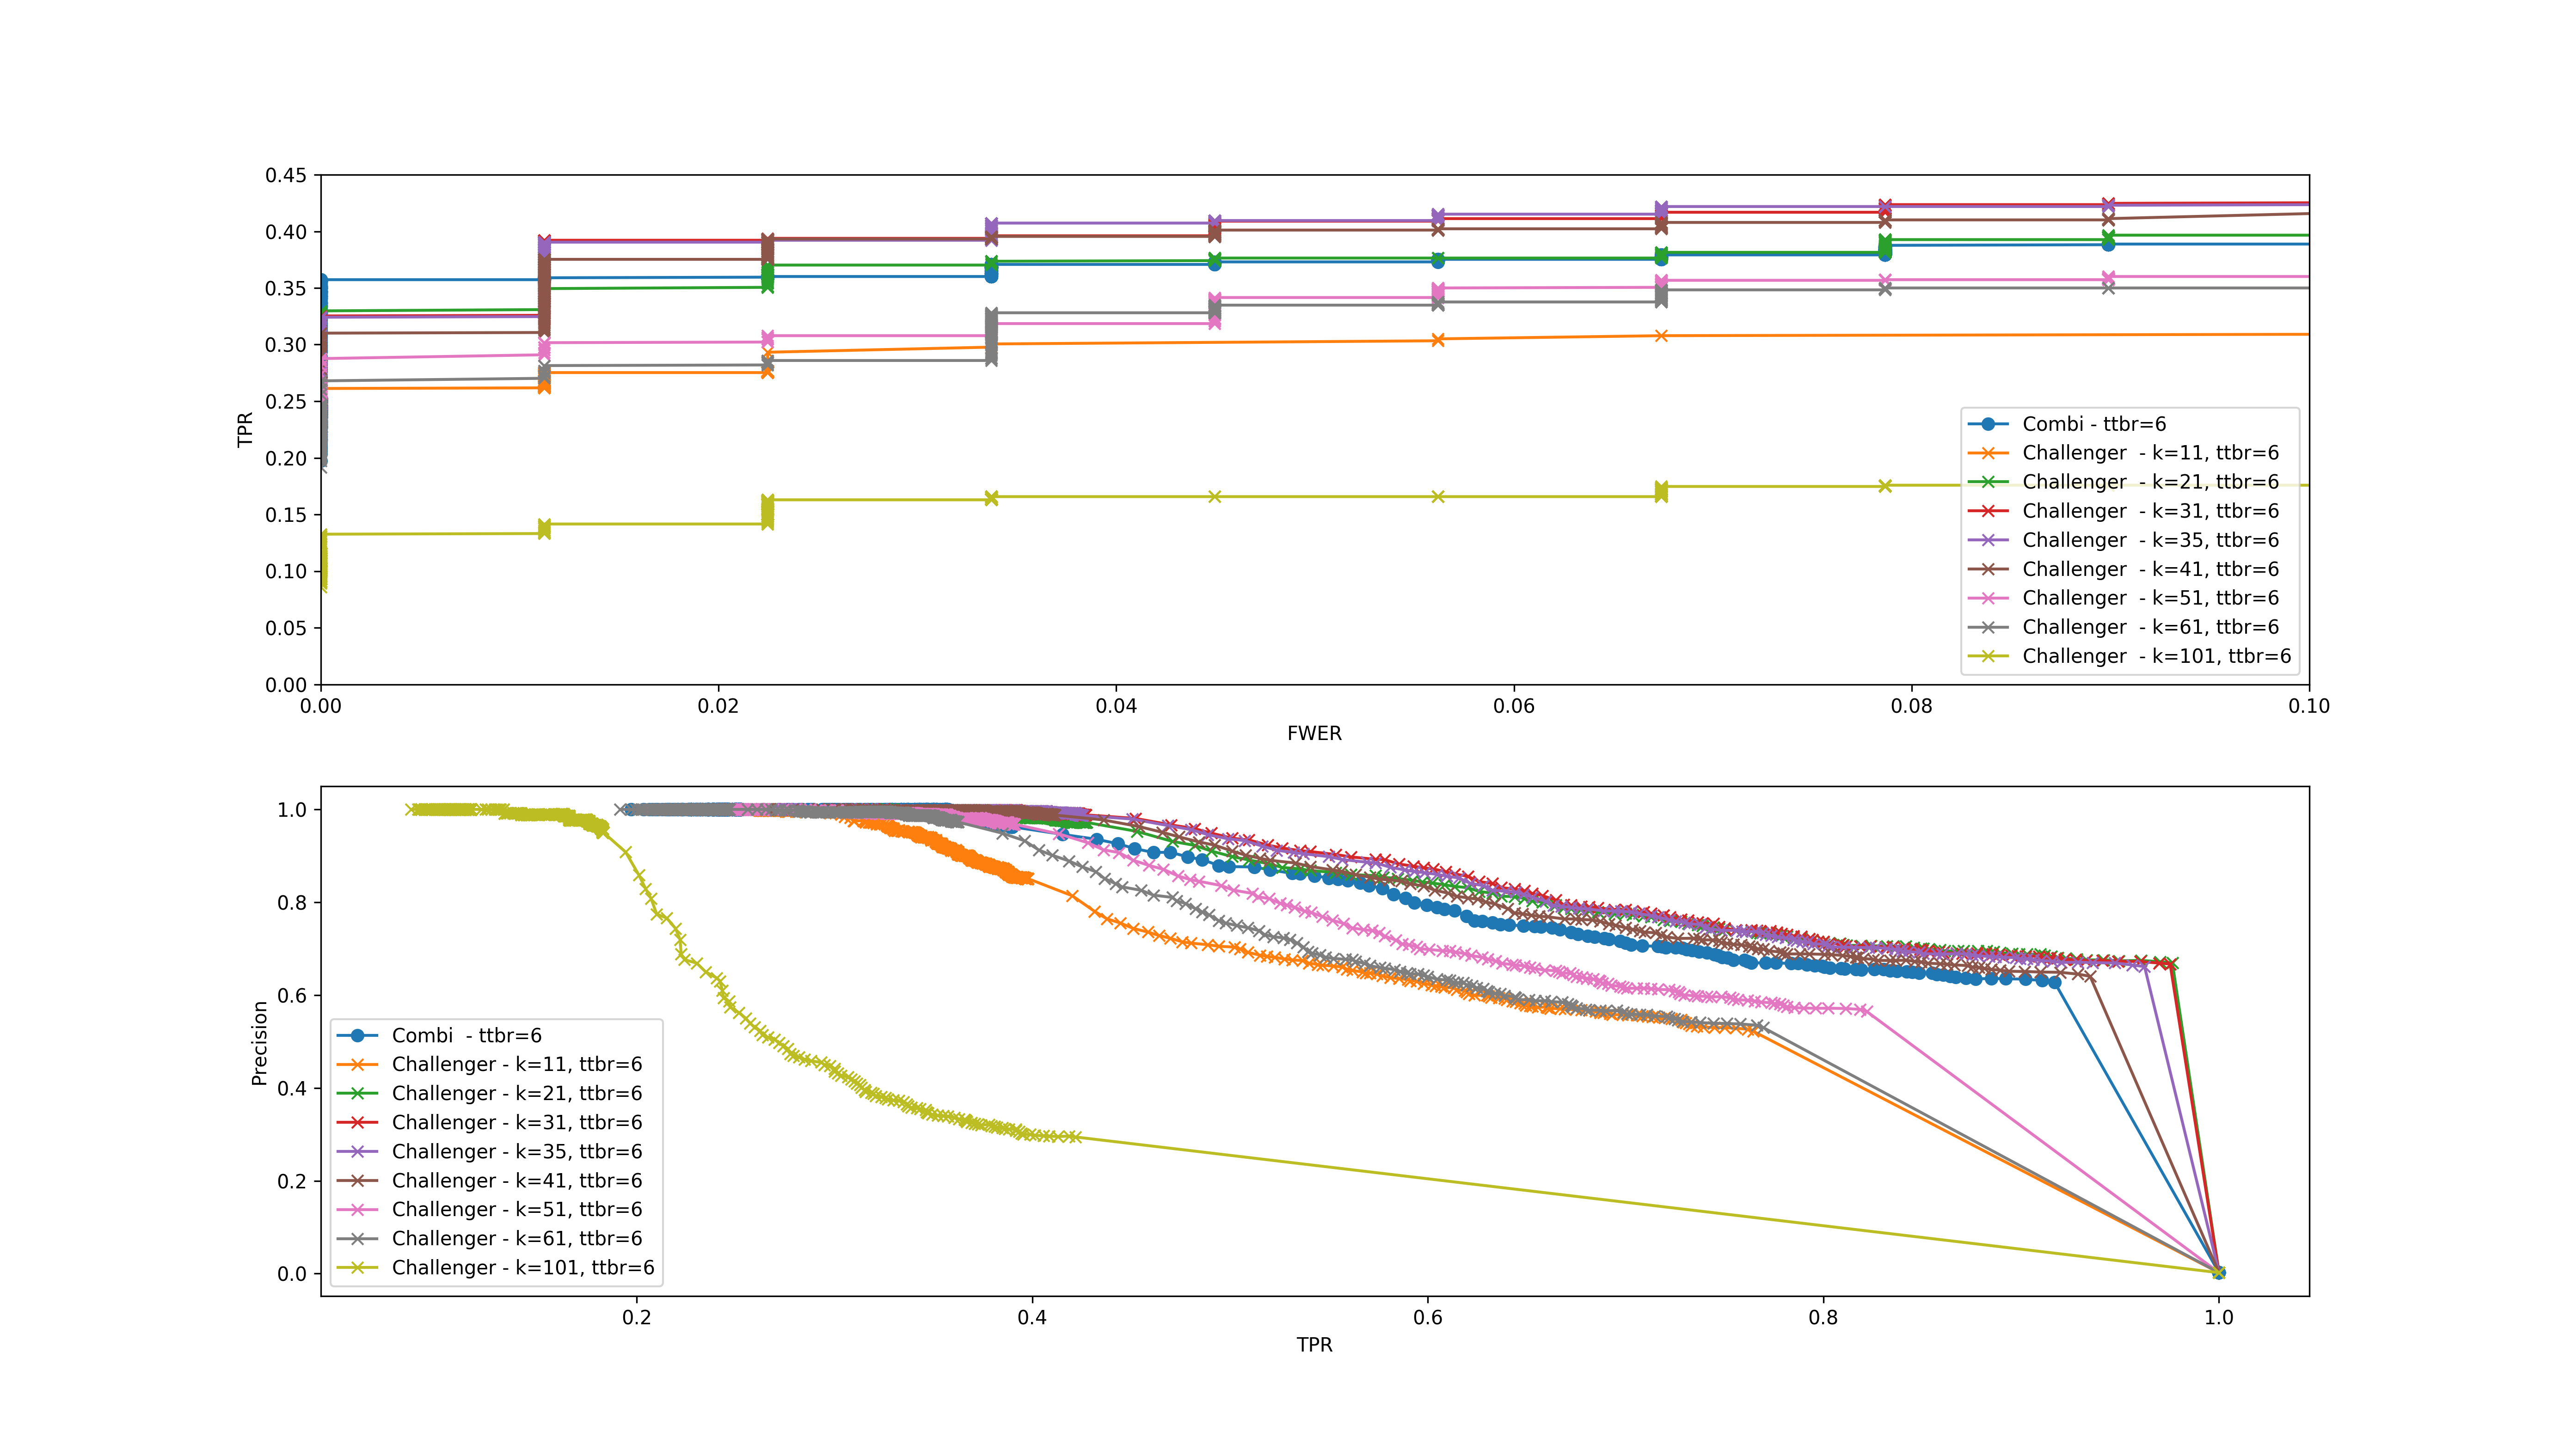 0.45
0.40
0.35
0.30
0.25
0.20
0.15
0.10
0.05
0.00
TPR
0.00 0.02 0.04 0.06 0.08 0.10
FWER
Combi - ttbr=6
Challenger  - k=11, ttbr=6
Challenger  - k=21, ttbr=6
Challenger  - k=31, ttbr=6
Challenger  - k=35, ttbr=6
Challenger  - k=41, ttbr=6
Challenger  - k=51, ttbr=6
Challenger  - k=61, ttbr=6
Challenger  - k=101, ttbr=6
1.0
0.8
0.6
0.4
0.2
0.0
Precision
Combi  - ttbr=6
Challenger - k=11, ttbr=6
Challenger - k=21, ttbr=6
Challenger - k=31, ttbr=6
Challenger - k=35, ttbr=6
Challenger - k=41, ttbr=6
Challenger - k=51, ttbr=6
Challenger - k=61, ttbr=6
Challenger - k=101, ttbr=6
0.2 0.4 0.6 0.8 1.0
TPR